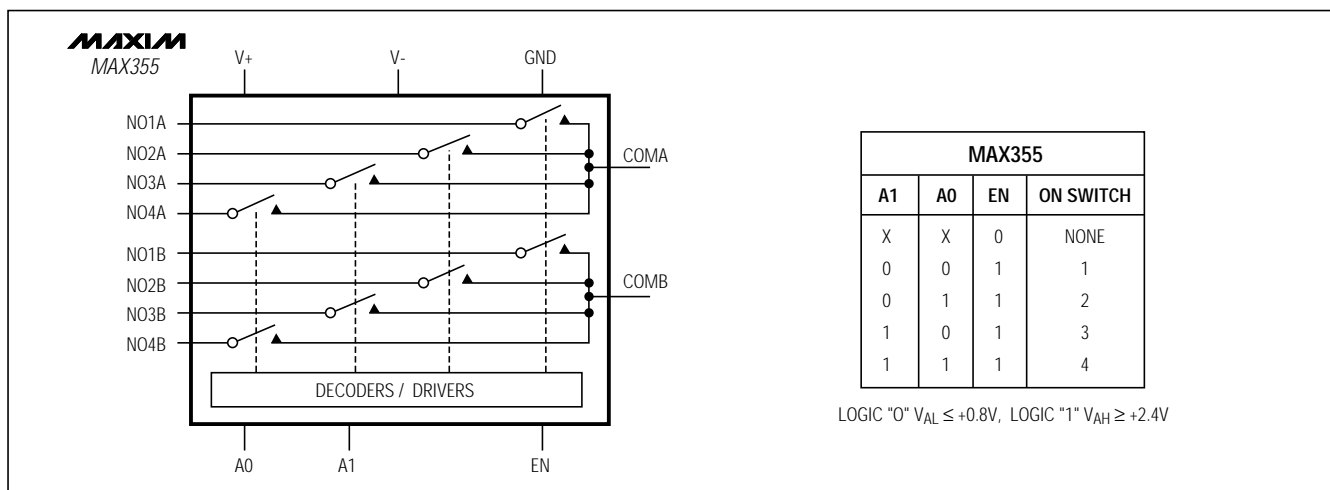 MAXIM
MAX355
V+ V- GND
NO1A
NO2A
NO3A
NO4A
NO1B
NO2B
NO3B
NO4B
COMA
COMB
DECODERS / DRIVERS
A0 A1 EN
MAX355
A1 A0 EN ON SWITCH
X X 0 NONE
0 0 1 1
0 1 1 2
1 0 1 3
1 1 1 4
LOGIC "0" VAL ≤ +0.8V, LOGIC "1" VAH ≥ +2.4V